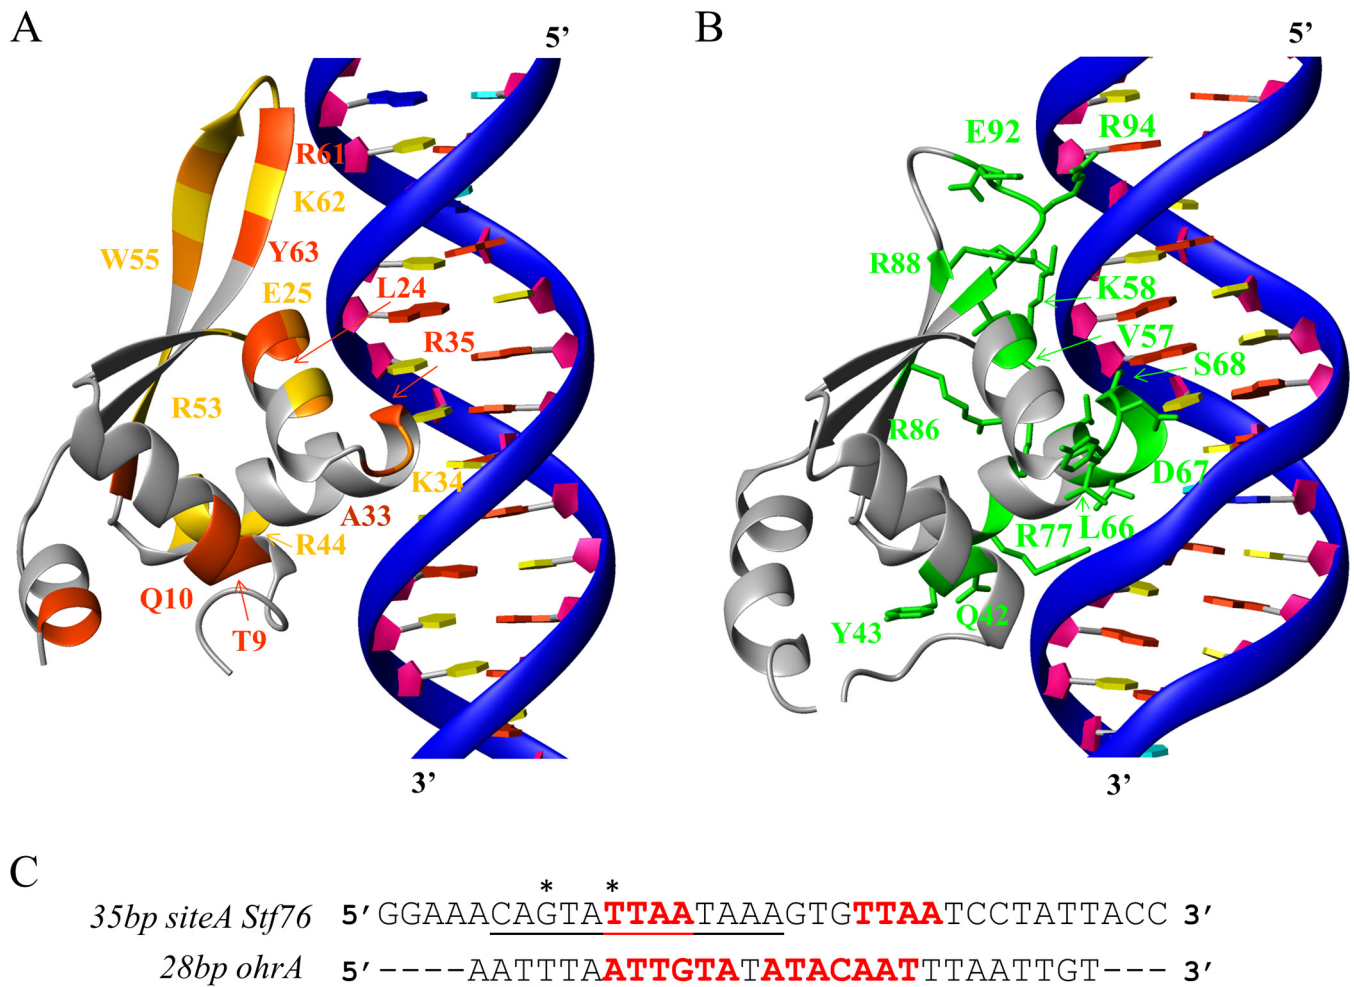 A
5’
R61
K62
W55
Y63
E25
L24
R35
R53
K34
A33
R44
Q10
T9
3’
B
5’
E92
R94
R88
K58
V57
S68
R86
D67
L66
R77
Q42
Y43
3’
C
* *
35bp siteA Stf76 5’GGAAACAGTATTAATAAAGTGTTAATCCTATTACC 3’
28bp ohrA 5’----AATTTAATTGTATATACAATTTAATTGT--- 3’